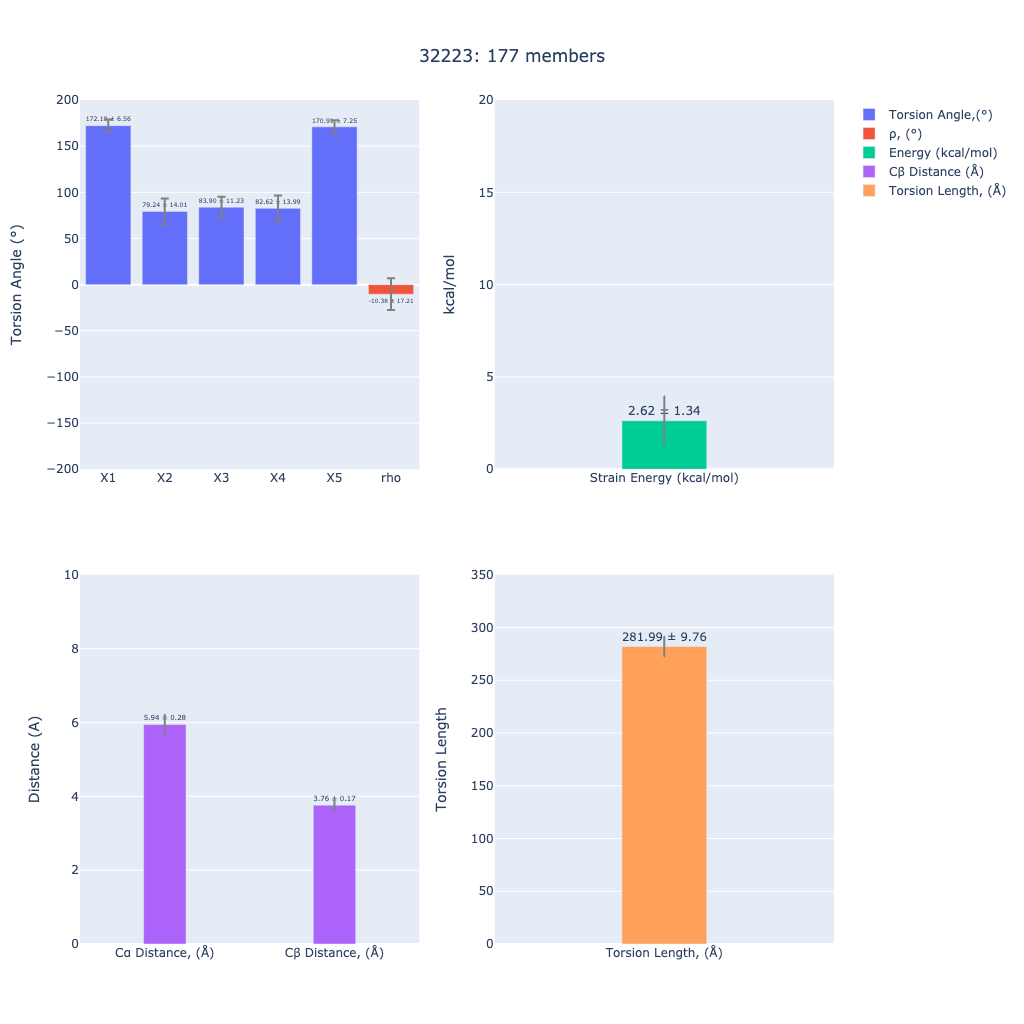 32223: 177 members
Torsion Angle (°)
200
150
100
50
0
−50
−100
−150
−200
172.19 ± 6.56
79.24 ± 14.01
83.90 ± 11.23
82.62 ± 13.99
170.91 ± 7.25
-10.38 ± 17.21
X1
X2
X3
X4
X5
rho
kcal/mol
20
15
10
5
0
2.62 ± 1.34
Strain Energy (kcal/mol)
Torsion Angle,(°)
ρ, (°)
Energy (kcal/mol)
Cβ Distance (Å)
Torsion Length, (Å)
Distance (A)
10
8
6
4
2
0
5.94 ± 0.28
3.76 ± 0.17
Cα Distance, (Å)
Cβ Distance, (Å)
Torsion Length
350
300
250
200
150
100
50
0
281.99 ± 9.76
Torsion Length, (Å)